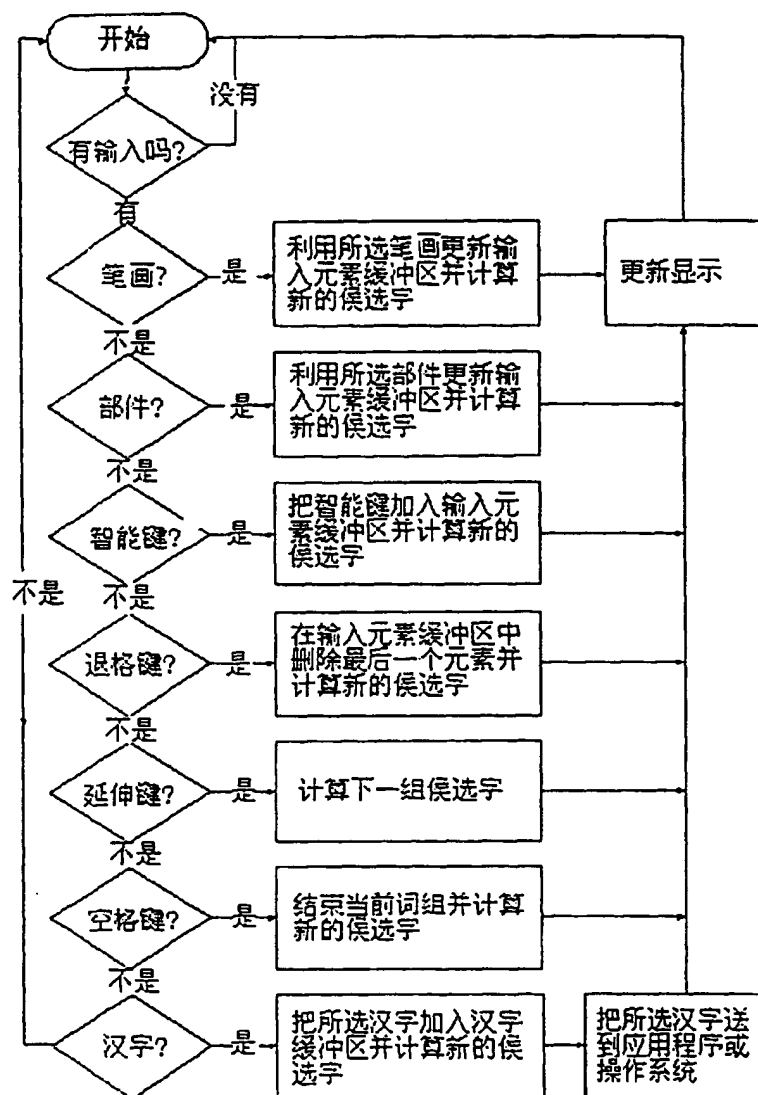 开始
没有
有输入吗?
有
笔画?
是
利用所选笔画更新输
入元素缓冲区并计算
新的侯选字
更新显示
不是
部件?
是
利用所选部件更新输
入元素缓冲区并计算
新的侯选字
不是
智能键?
是
把智能键加入输入元
素缓冲区并计算新的
侯选字
不是
不是
退格键?
是
在输入元素缓冲区中
删除最后一个元素并
计算新的侯选字
不是
延伸键?
是
计算下一组侯选字
不是
空格键?
是
结束当前词组并计算
新的侯选字
不是
汉字?
是
把所选汉字加入汉字
缓冲区并计算新的侯
选字
把所选汉字送
到应用程序或
操作系统